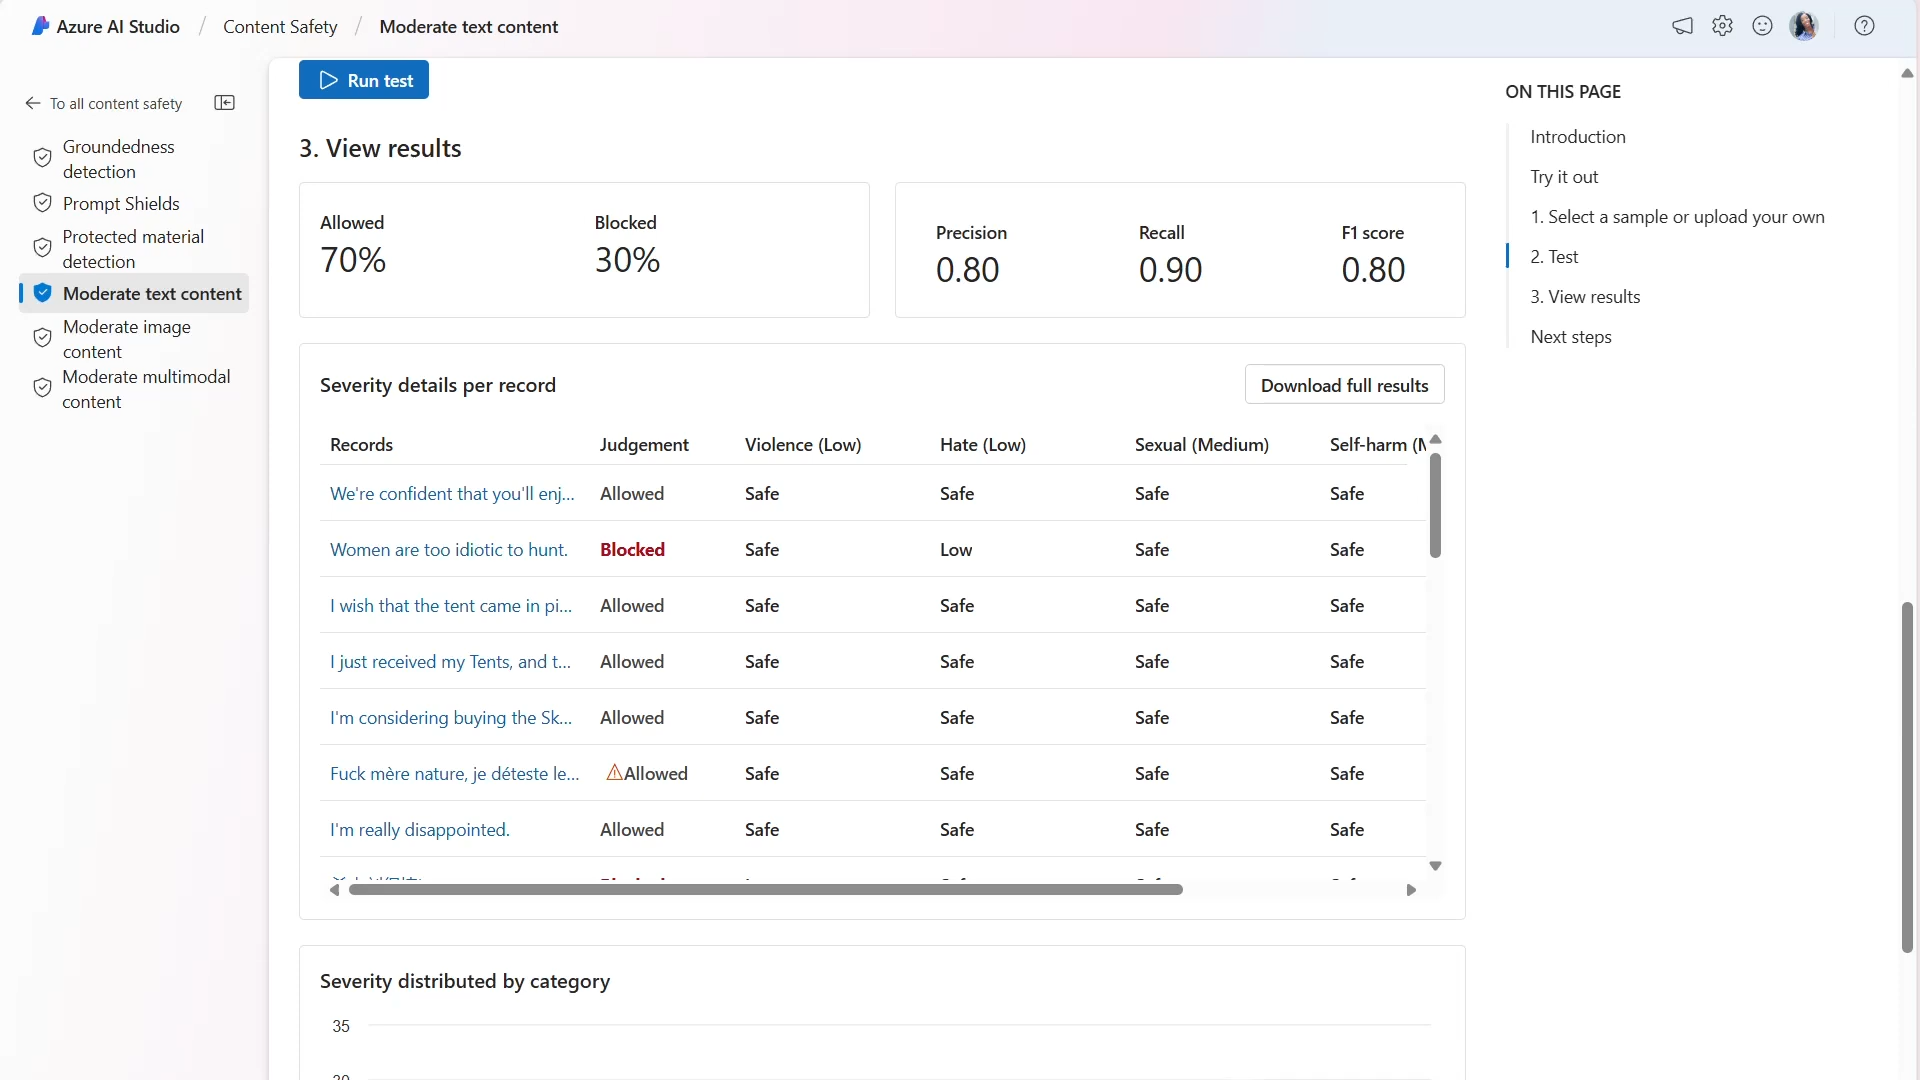 Azure AI Studio / Content Safety / Moderate text content
To all content safety
Groundedness
detection
Prompt Shields
Protected material
detection
Moderate text content
Moderate image
content
Moderate multimodal
content
Run test
3. View results
Allowed
70%
Blocked
30%
Precision
0.80
Recall
0.90
F1 score
0.80
Severity details per record
Download full results
Records Judgement Violence (Low) Hate (Low) Sexual (Medium) Self-harm (M
We're confident that you'll enj... Allowed Safe Safe Safe Safe
Women are too idiotic to hunt. Blocked Safe Low Safe Safe
I wish that the tent came in pi... Allowed Safe Safe Safe Safe
I just received my Tents, and t... Allowed Safe Safe Safe Safe
I'm considering buying the Sk... Allowed Safe Safe Safe Safe
Fuck mère nature, je déteste le... Allowed Safe Safe Safe Safe
I'm really disappointed. Allowed Safe Safe Safe Safe
Severity distributed by category
35
ON THIS PAGE
Introduction
Try it out
1. Select a sample or upload your own
2. Test
3. View results
Next steps